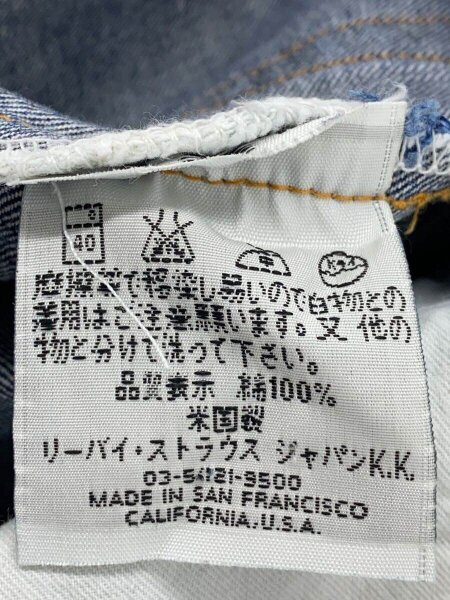 40
摩擦等で移染し易いので白物との
着用はご注意願います。又 他の
物と分けて洗って下さい。
品質表示 綿100%
米国製
リーバイ・ストラウス ジャパンK.K.
MADE IN SAN FRANCISCO
CALIFORNIA.U.S.A.